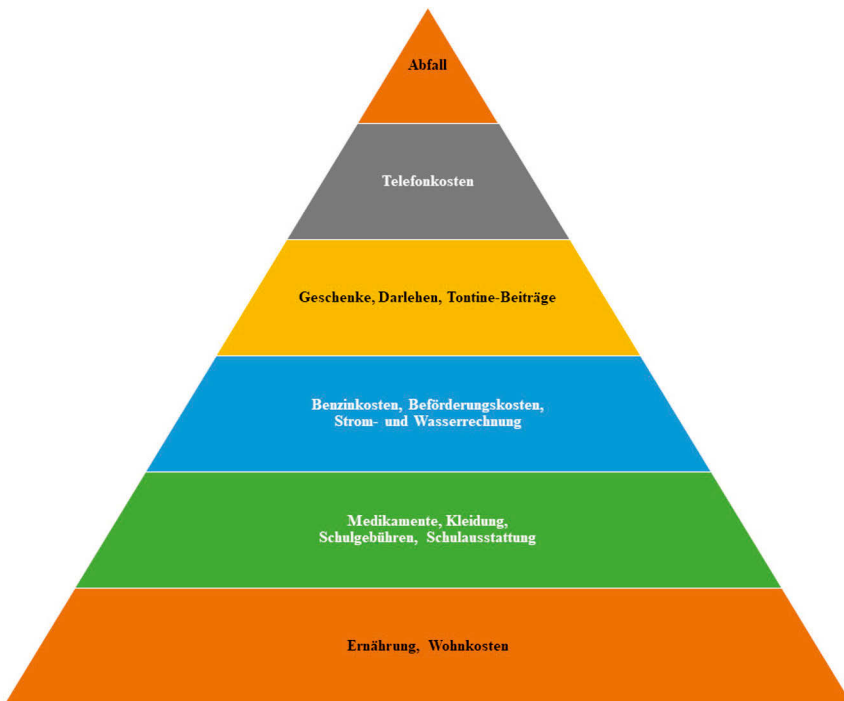 Abfall
Telefonkosten
Geschenke, Darlehen, Tontine-Beiträge
Benzinkosten, Beförderungskosten,
Strom- und Wasserrechnung
Medikamente, Kleidung,
Schulgebühren, Schulausstattung
Ernährung, Wohnkosten